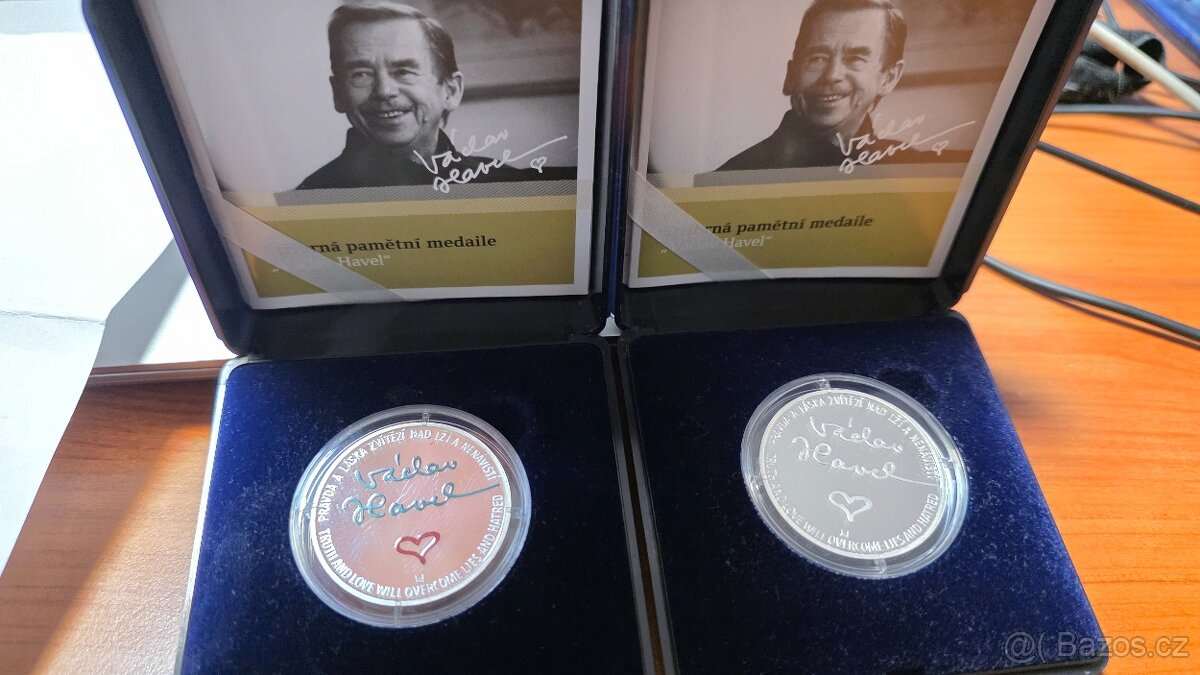 Václav
Havel
rná pamětní medaile
Havel“
Václav
Havel
rná pamětní medaile
Havel“
PRAVDA A LÁSKA ZVÍTĚZÍ NAD LŽÍ A NENÁVISTÍ
Václav
Havel
TRUTH AND LOVE WILL OVERCOME LIES AND HATRED
PRAVDA A LÁSKA ZVÍTĚZÍ NAD LŽÍ A NENÁVISTÍ
Václav
Havel
TRUTH AND LOVE WILL OVERCOME LIES AND HATRED
@( Bazos.cz